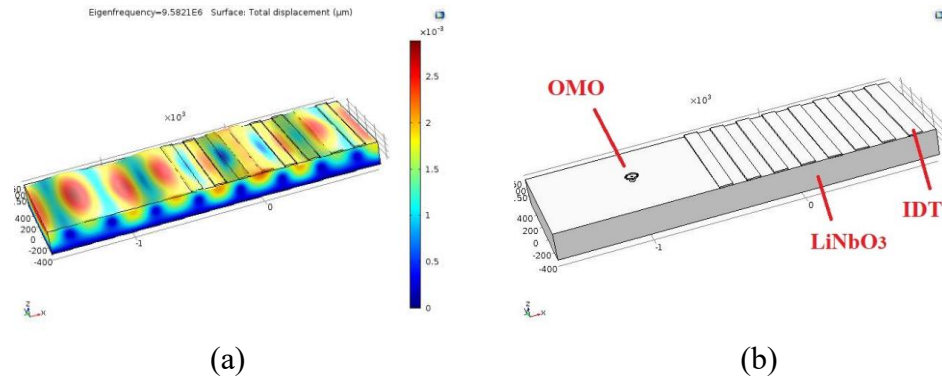 Eigenfrequency=9.5821E6 Surface: Total displacement (µm)
×10⁻³
2.5
2
1.5
1
0.5
0
×10³
400
200
0
-200
-400
-1
0
z
x
(a)
OMO
×10³
IDT
LiNbO3
400
200
0
-200
-400
-1
0
z
x
(b)